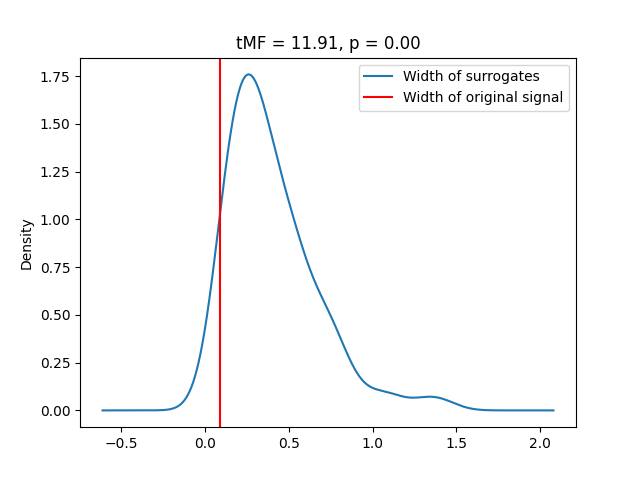 tMF = 11.91, p = 0.00
Width of surrogates
Width of original signal
Density
1.75
1.50
1.25
1.00
0.75
0.50
0.25
0.00
−0.5 0.0 0.5 1.0 1.5 2.0